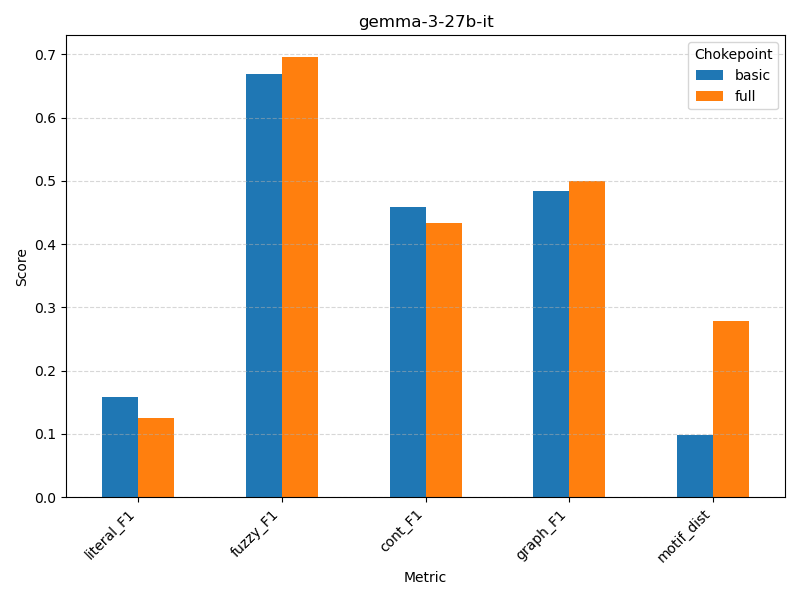 gemma-3-27b-it
Chokepoint
basic
full
0.7
0.6
0.5
0.4
0.3
0.2
0.1
0.0
Score
literal_F1
fuzzy_F1
cont_F1
graph_F1
motif_dist
Metric